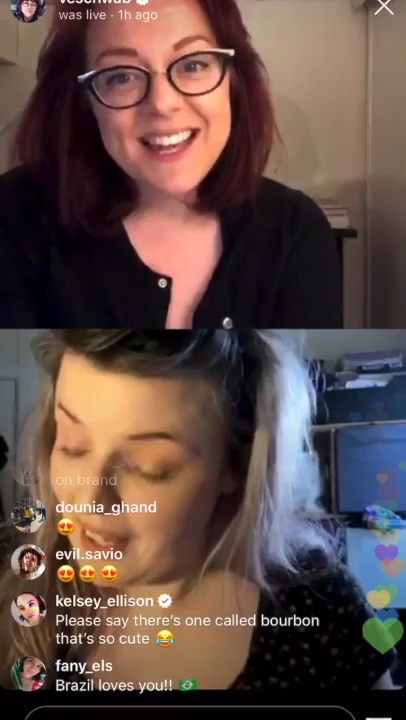 was live · 1h ago
on brand
dounia_ghand
😍
evil.savio
😍😍😍
kelsey_ellison
Please say there's one called bourbon
that's so cute 😂
fany_els
Brazil loves you!! 🇧🇷